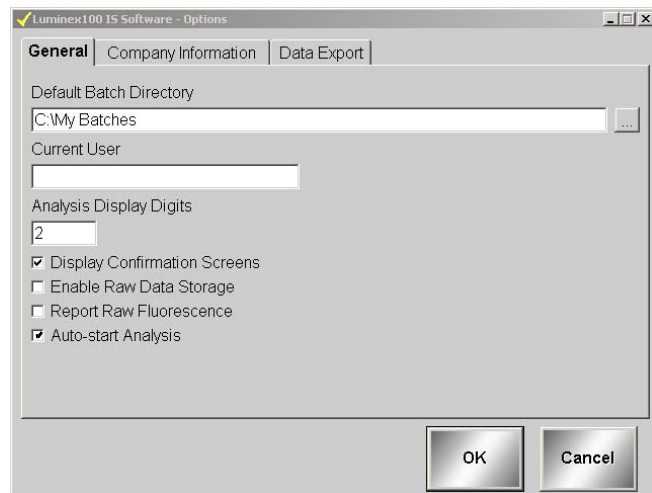 Luminex100 IS Software - Options
General Company Information Data Export
Default Batch Directory
C:\My Batches
...
Current User
Analysis Display Digits
2
Display Confirmation Screens
Enable Raw Data Storage
Report Raw Fluorescence
Auto-start Analysis
OK Cancel